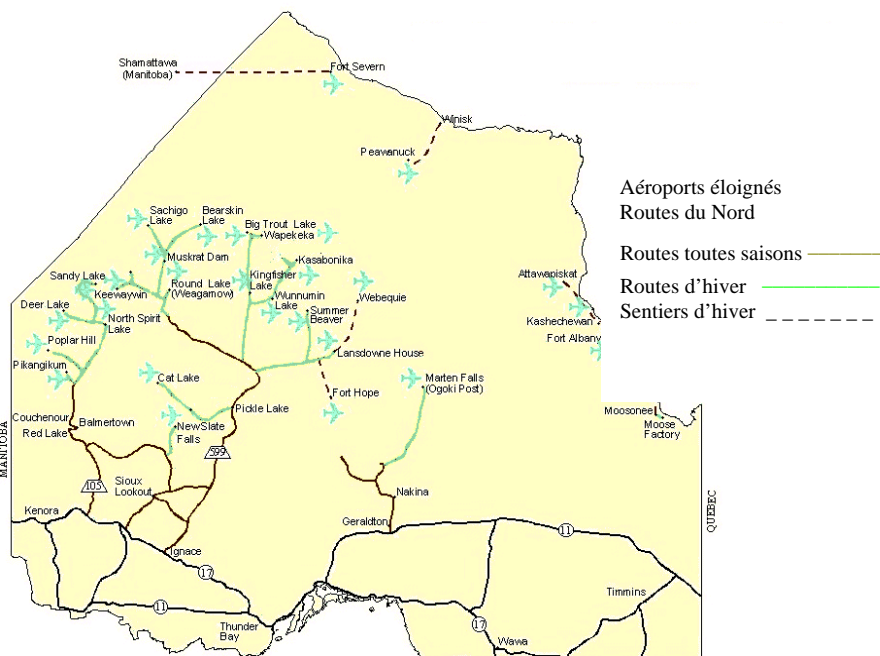 Shamattawa
(Manitoba)
Fort Severn
Winisk
Peawanuck
Aéroports éloignés
Routes du Nord
Routes toutes saisons
Routes d’hiver
Sentiers d’hiver
Sachigo
Lake
Bearskin
Lake
Big Trout Lake
Wapekeka
Muskrat Dam
Kasabonika
Sandy Lake
Keewaywin
Round Lake
(Weagamow)
Kingfisher
Lake
Wunnumin
Lake
Webequie
Attawapiskat
Deer Lake
North Spirit
Lake
Summer
Beaver
Kashechewan
Fort Albany
Poplar Hill
Lansdowne House
Pikangikum
Cat Lake
Marten Falls
(Ogoki Post)
Fort Hope
Couchenour
Balmertown
Red Lake
Pickle Lake
New Slate
Falls
Moosonee
Moose
Factory
MANITOBA
599
105
Sioux
Lookout
Nakina
Kenora
Geraldton
QUEBEC
11
Ignace
17
Timmins
11
Thunder
Bay
17
Wawa